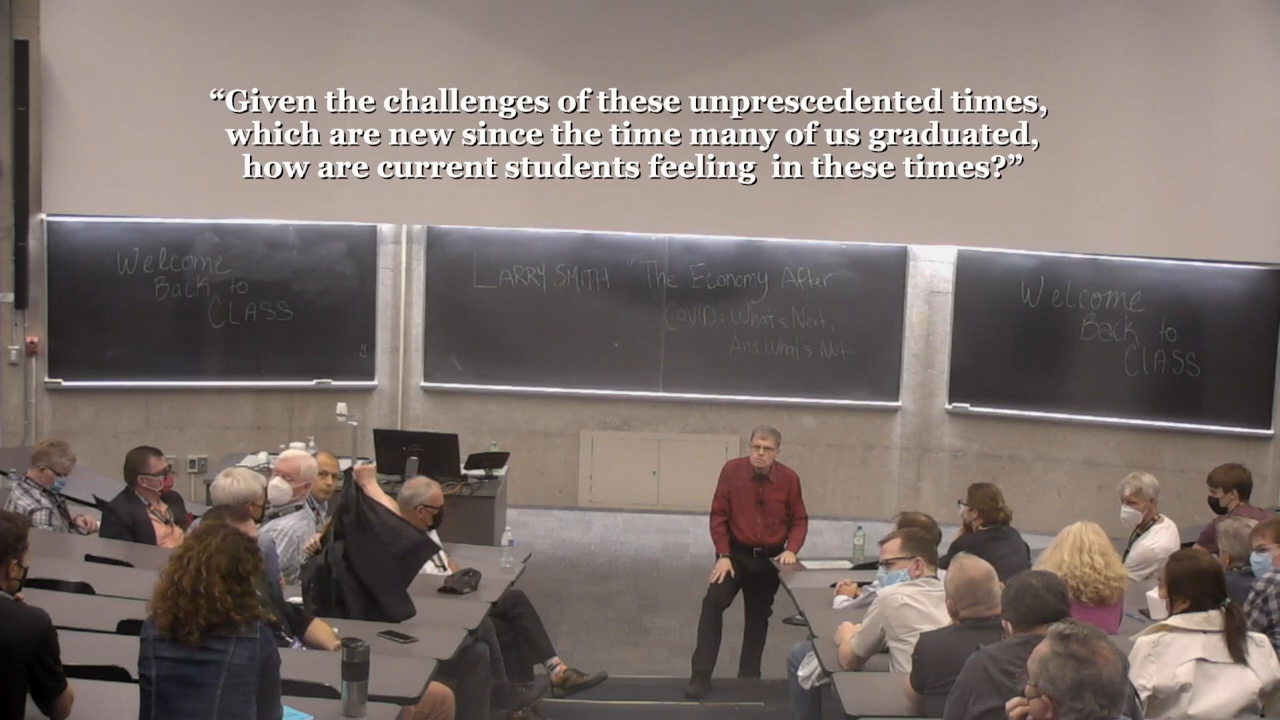 “Given the challenges of these unprescedented times,
which are new since the time many of us graduated,
how are current students feeling in these times?”
Welcome
Back to
CLASS
LARRY SMITH: "The Economy After
COVID: What's Next,
And What's Not
Welcome
Back to
CLASS